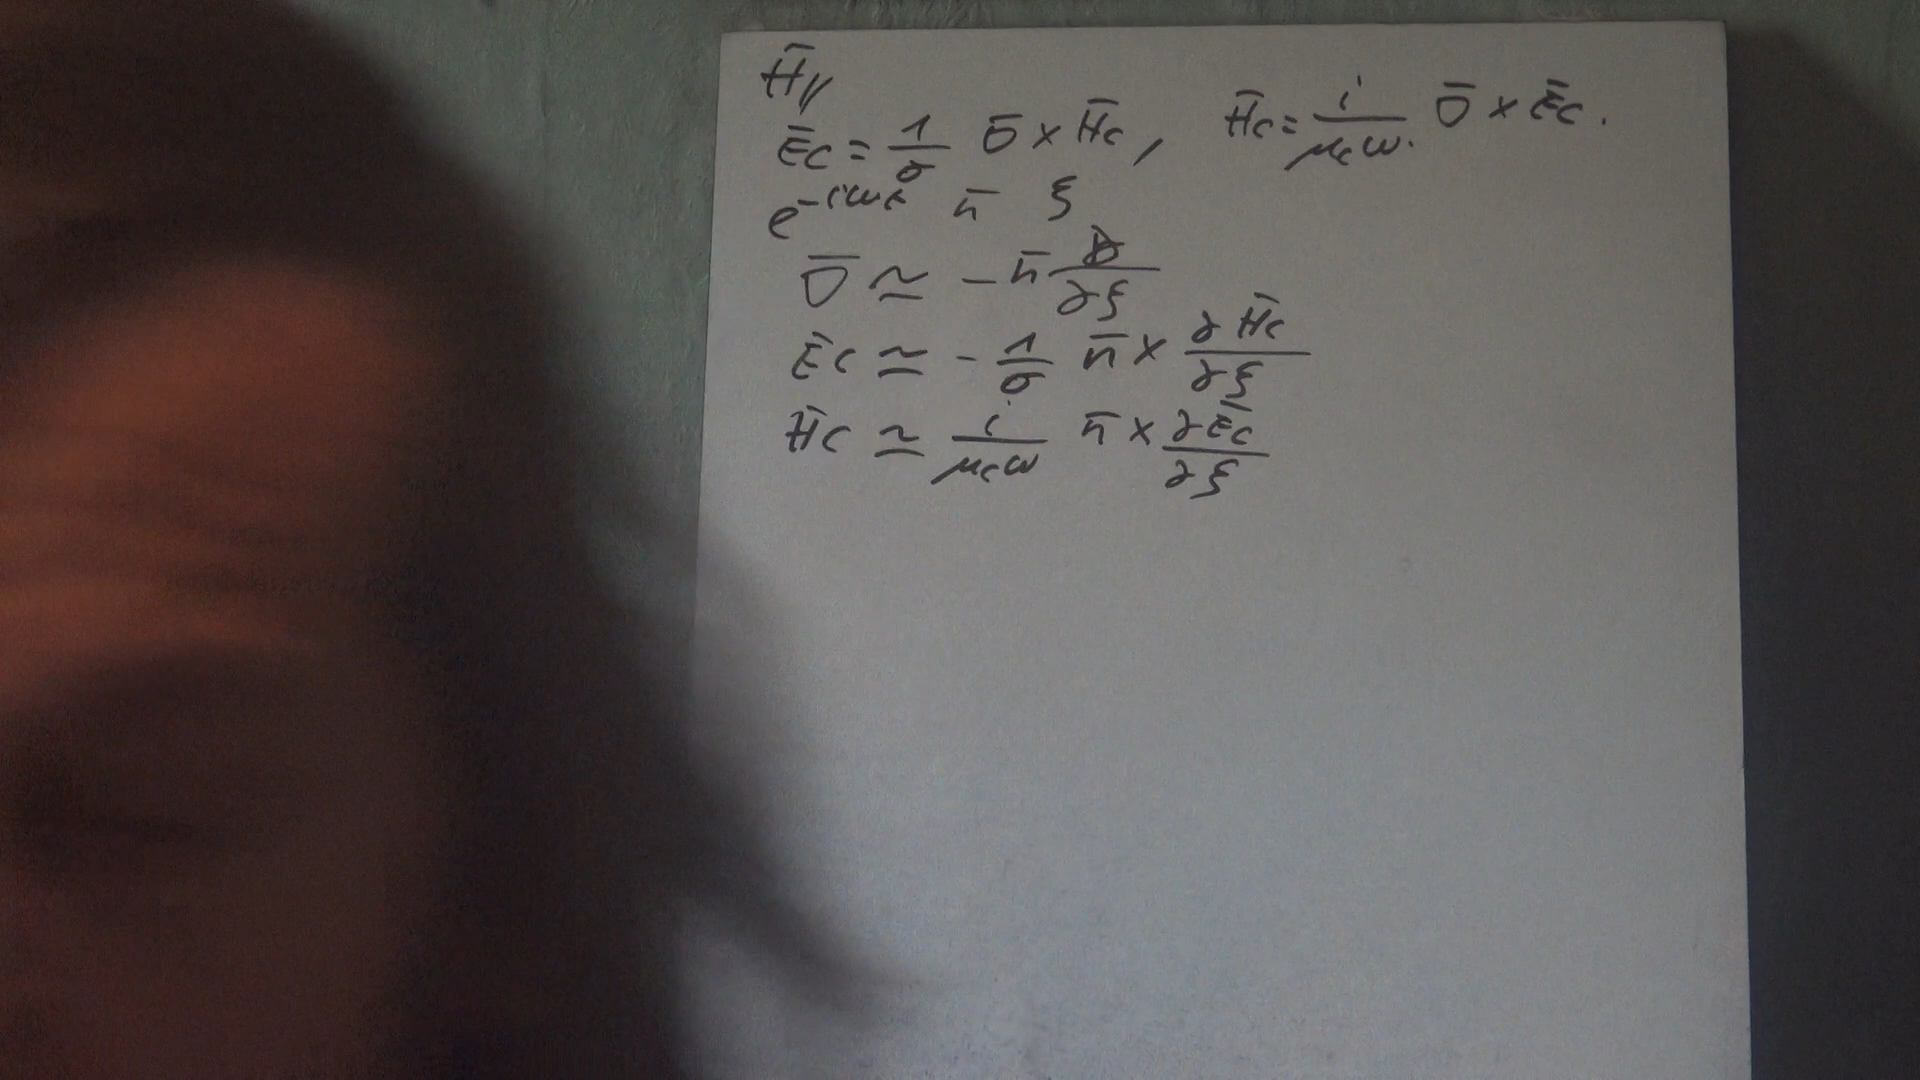 H̄∥
Ēc = 1/σ ∇̄ × H̄c, H̄c = i/μcω. ∇̄ × Ēc.
e^-iωt n̄ ξ
∇̄ ≃ - n̄ ∂/∂ξ
Ēc ≃ - 1/σ n̄ × ∂H̄c/∂ξ
H̄c ≃ i/μcω n̄ × ∂Ēc/∂ξ